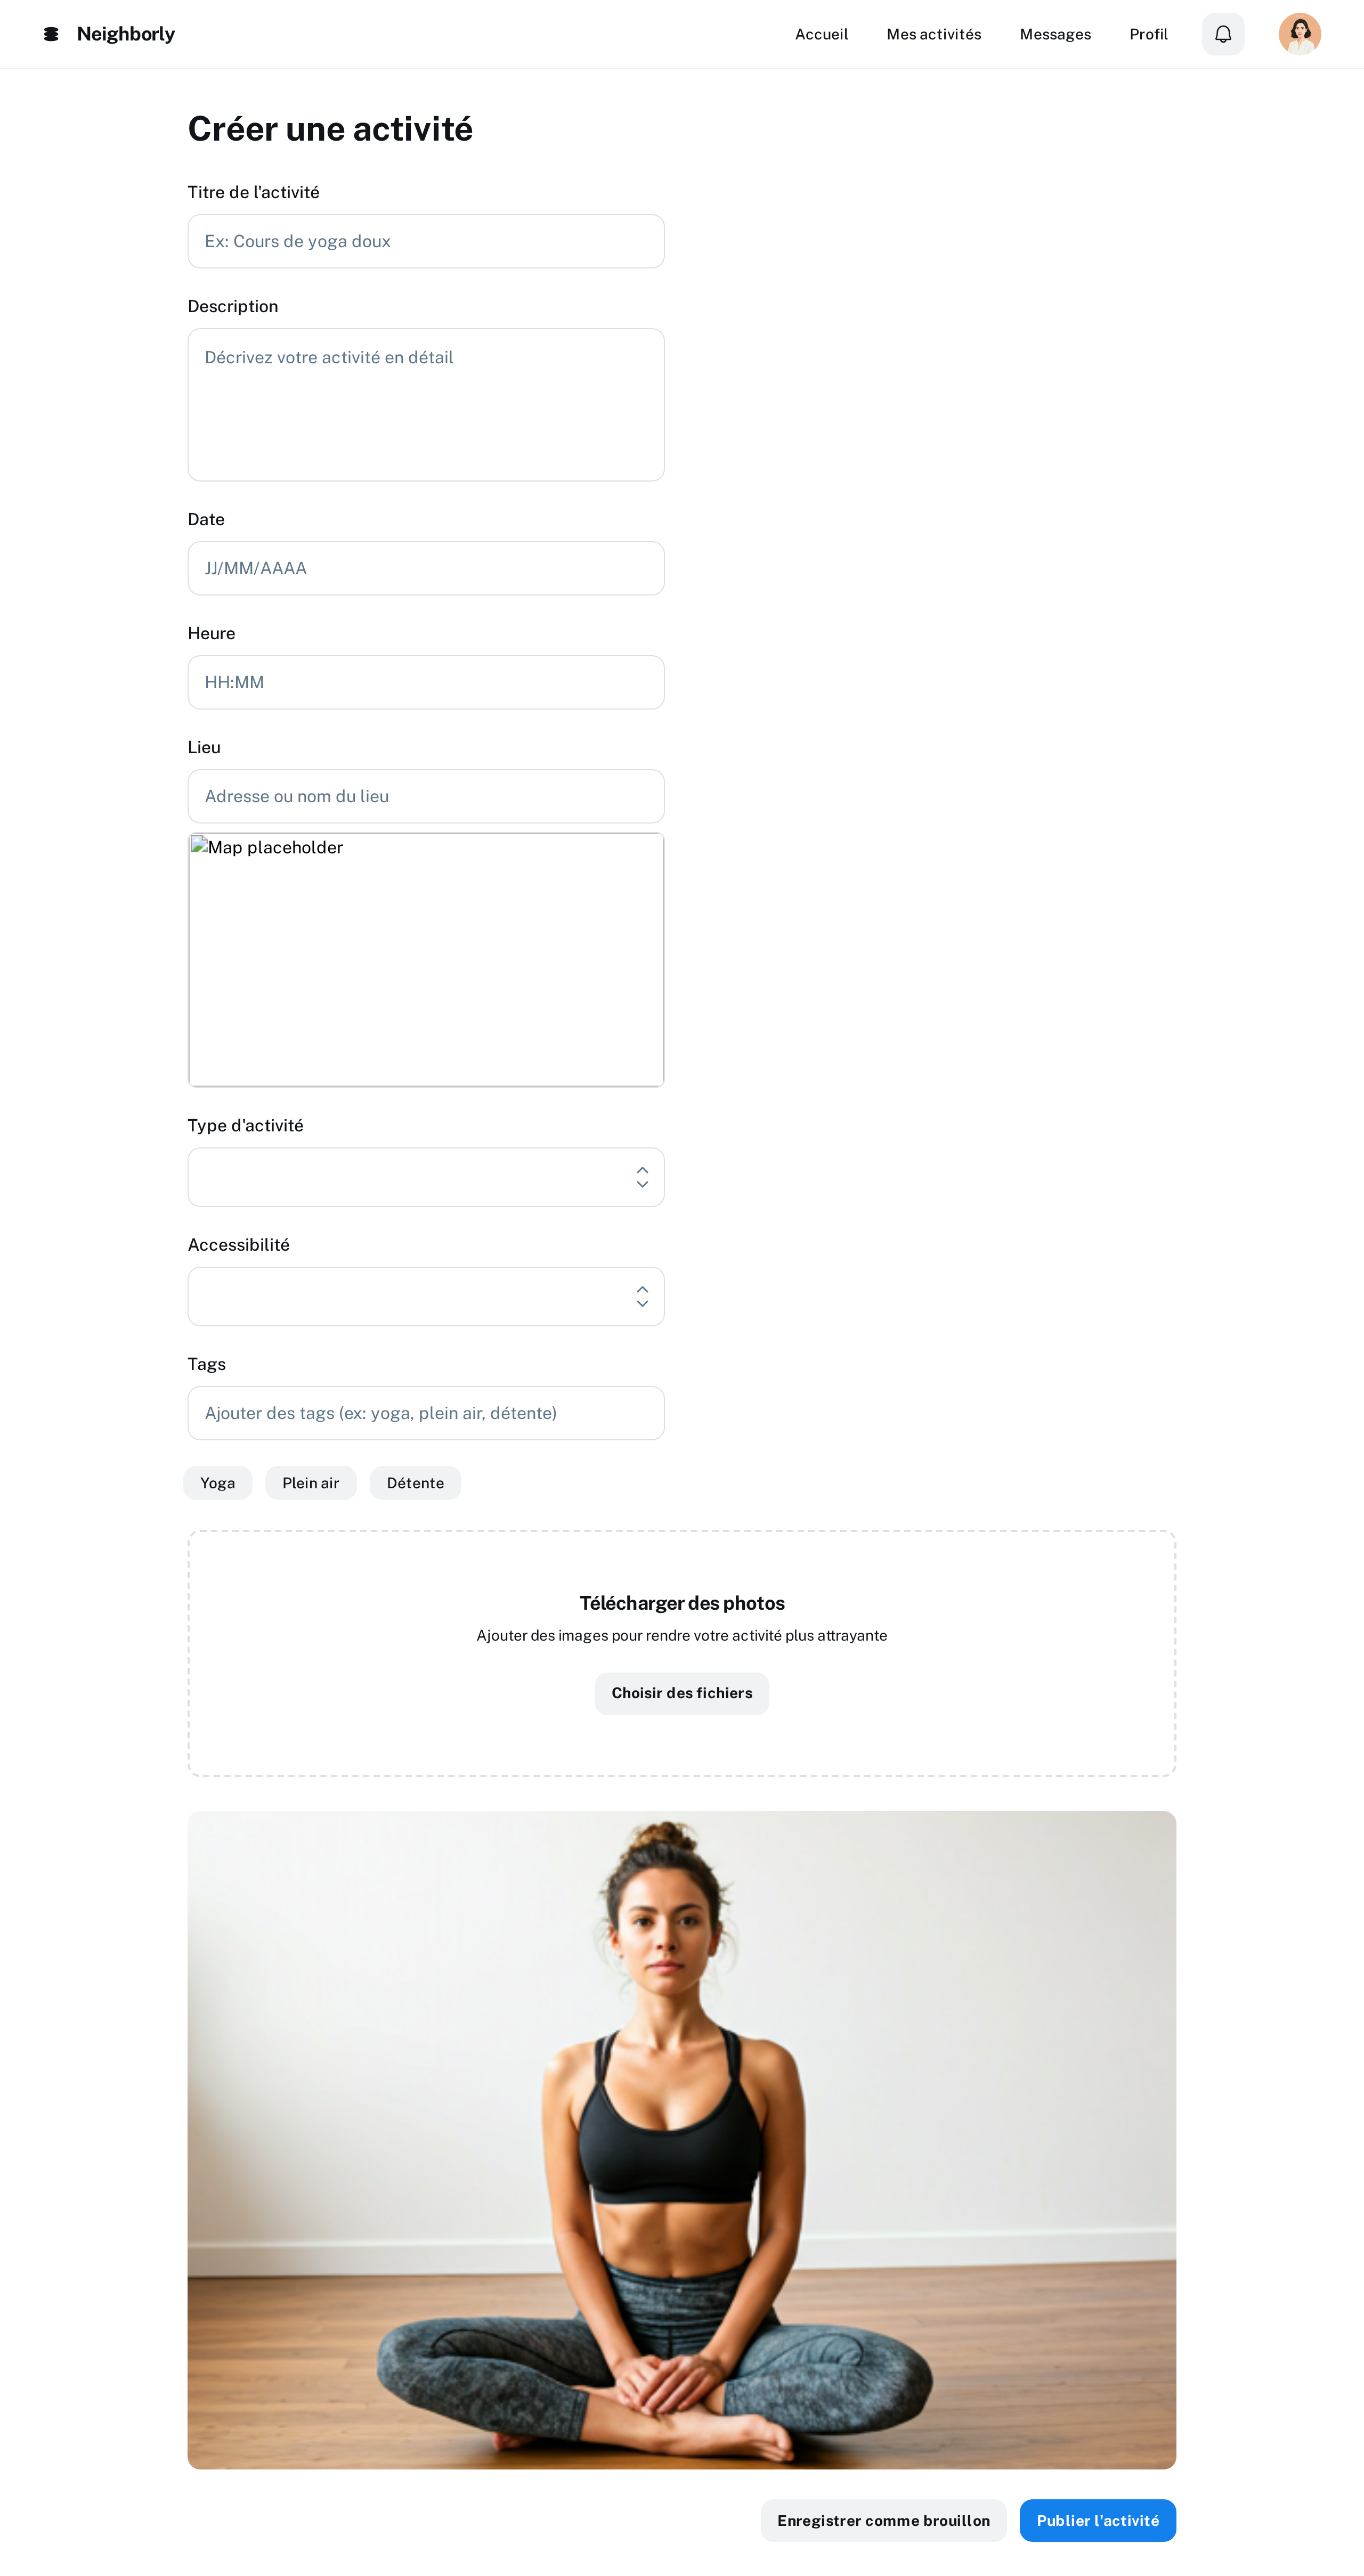 Neighborly
Accueil
Mes activités
Messages
Profil
Créer une activité
Titre de l'activité
Ex: Cours de yoga doux
Description
Décrivez votre activité en détail
Date
JJ/MM/AAAA
Heure
HH:MM
Lieu
Adresse ou nom du lieu
Map placeholder
Type d'activité
Accessibilité
Tags
Ajouter des tags (ex: yoga, plein air, détente)
Yoga
Plein air
Détente
Télécharger des photos
Ajouter des images pour rendre votre activité plus attrayante
Choisir des fichiers
Enregistrer comme brouillon
Publier l'activité